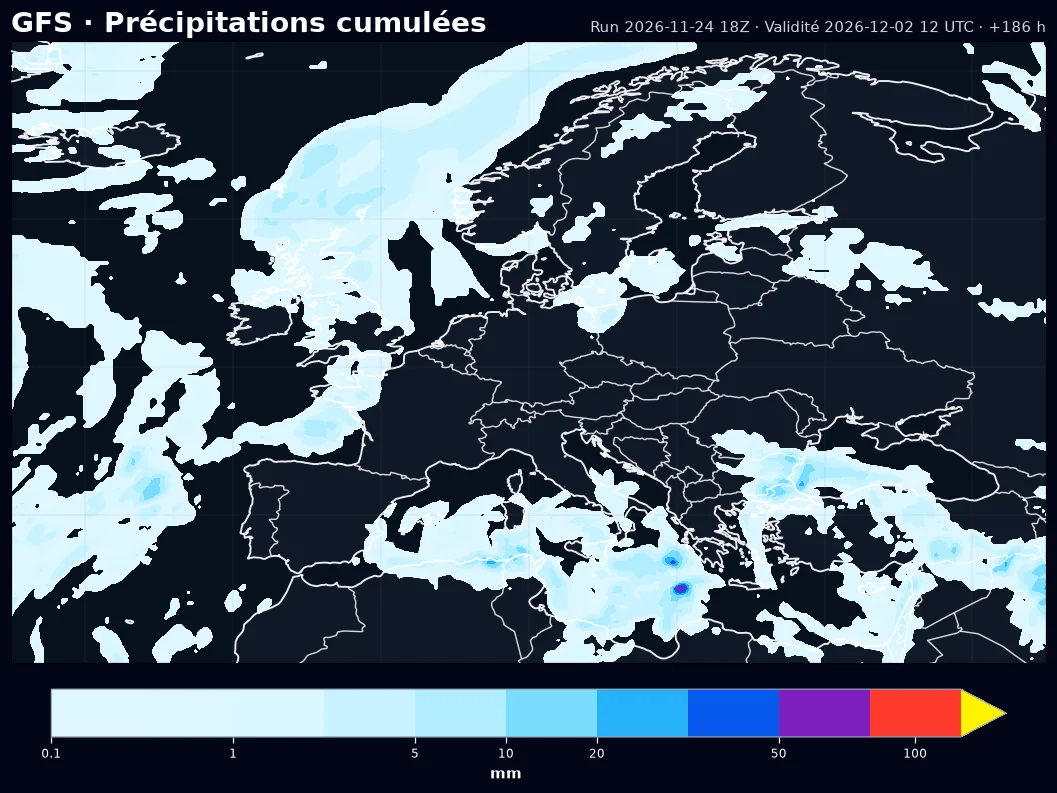 GFS · Précipitations cumulées
Run 2026-11-24 18Z · Validité 2026-12-02 12 UTC · +186 h
0.1 1 5 10 20 50 100
mm